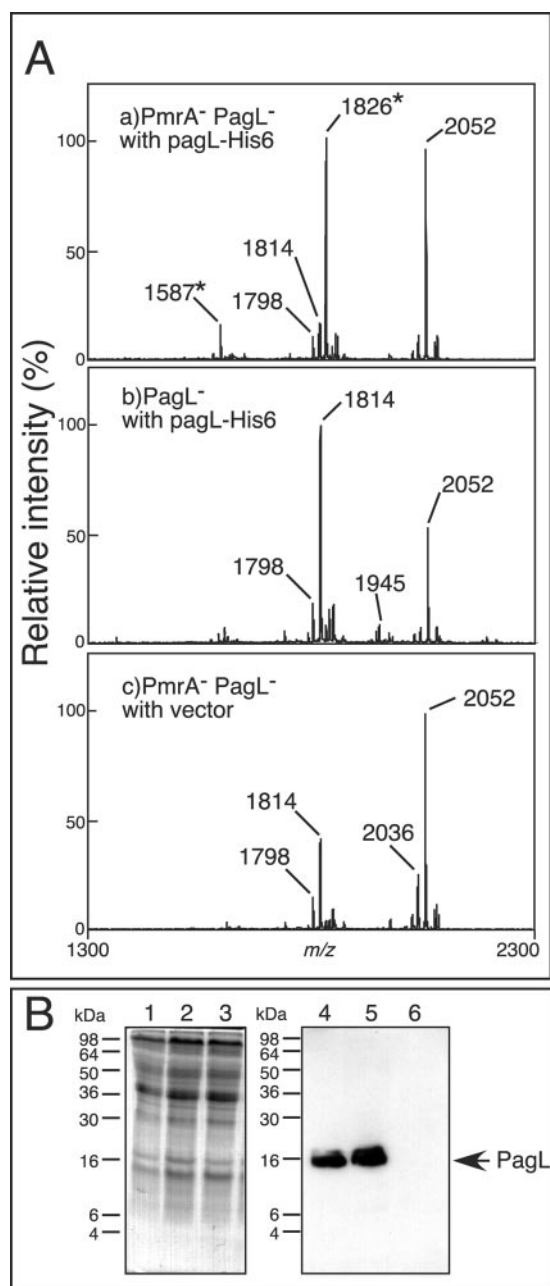 A
a)PmrA- PagL-
with pagL-His6
1826*
2052
100
50
1814
1587*
1798
b)PagL-
with pagL-His6
1814
100
2052
50
1798
1945
c)PmrA- PagL-
with vector
2052
100
1814
50
1798
2036
0
1300
m/z
2300
Relative intensity (%)
B
kDa 1 2 3
98
64
50
36
30
16
6
4
kDa 4 5 6
98
64
50
36
30
16
6
4
PagL